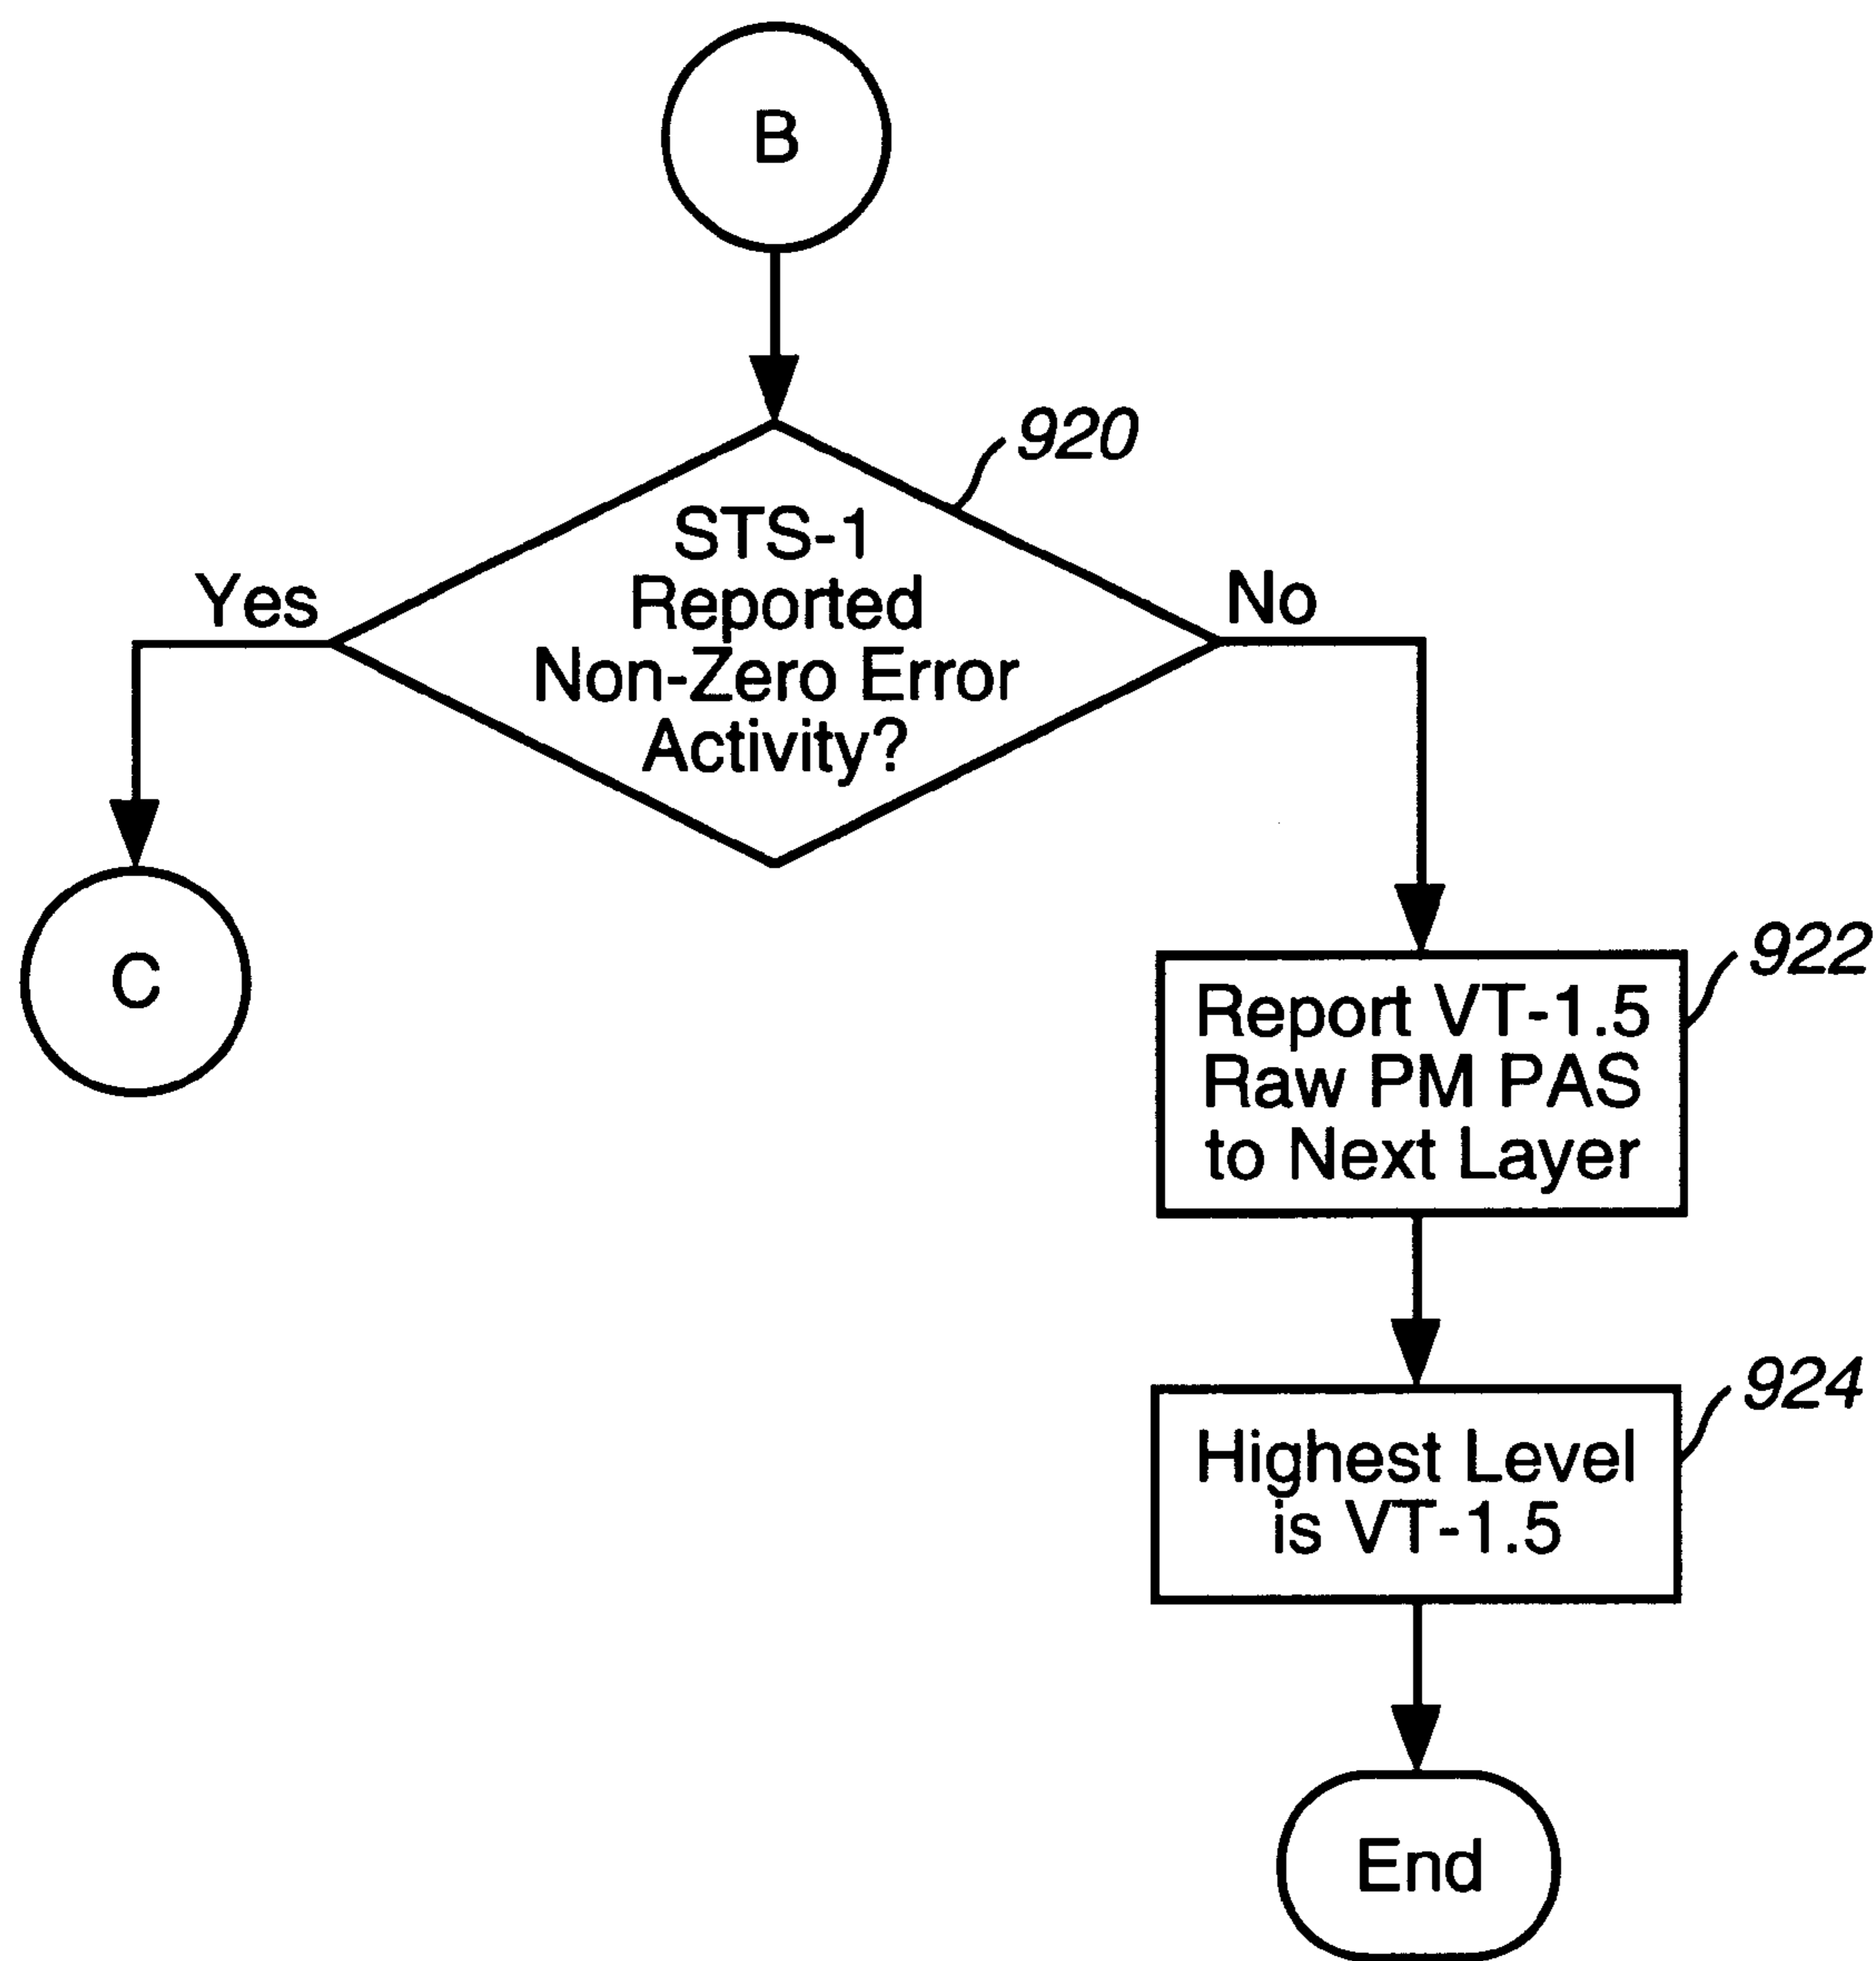 B
920
STS-1
Reported
Non-Zero Error
Activity?
Yes
No
C
922
Report VT-1.5
Raw PM PAS
to Next Layer
924
Highest Level
is VT-1.5
End